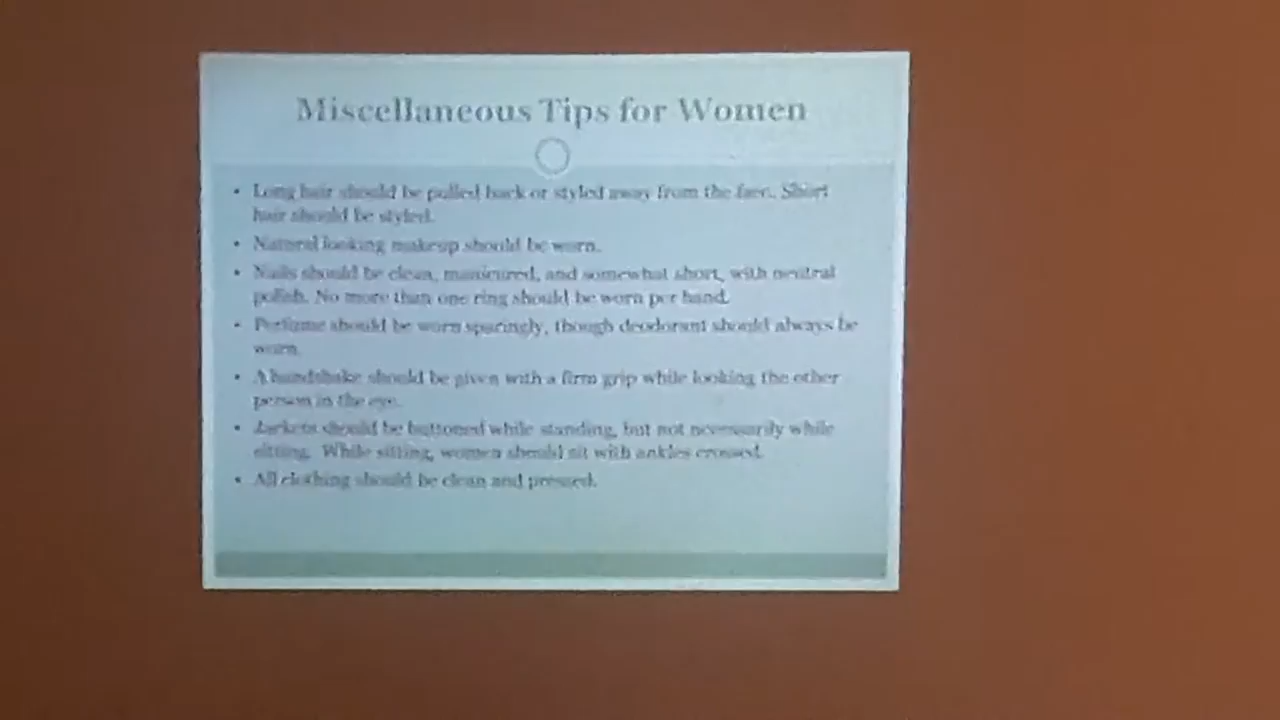 Miscellaneous Tips for Women
• Long hair should be pulled back or styled away from the face. Short
hair should be styled.
• Natural looking makeup should be worn.
• Nails should be clean, manicured, and somewhat short, with neutral
polish. No more than one ring should be worn per hand.
• Perfume should be worn sparingly, though deodorant should always be
worn.
• A handshake should be given with a firm grip while looking the other
person in the eye.
• Jackets should be buttoned while standing, but not necessarily while
sitting. While sitting, women should sit with ankles crossed.
• All clothing should be clean and pressed.